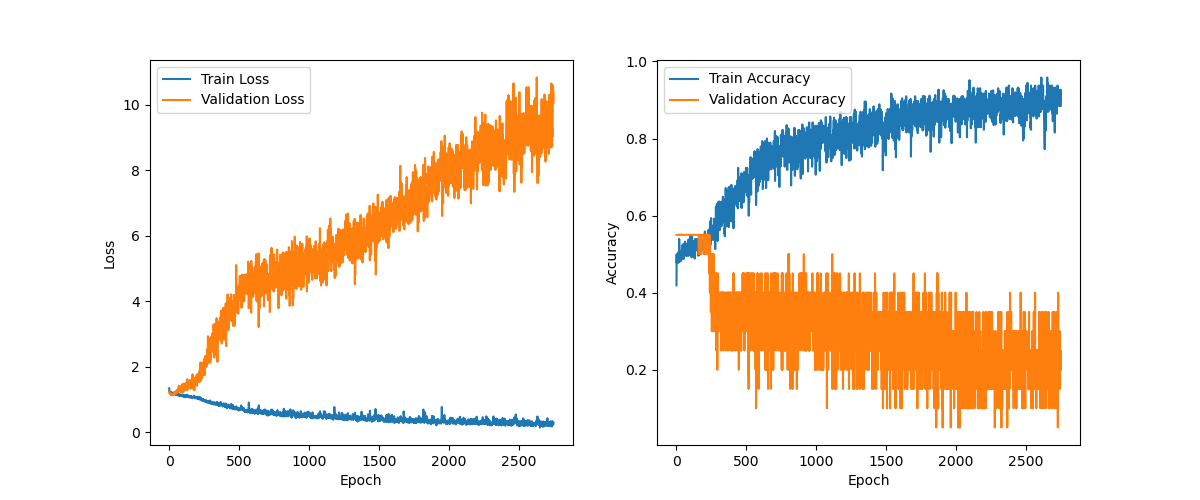 Train Loss
Validation Loss
Loss
10
8
6
4
2
0
0 500 1000 1500 2000 2500
Epoch
Train Accuracy
Validation Accuracy
Accuracy
1.0
0.8
0.6
0.4
0.2
0 500 1000 1500 2000 2500
Epoch